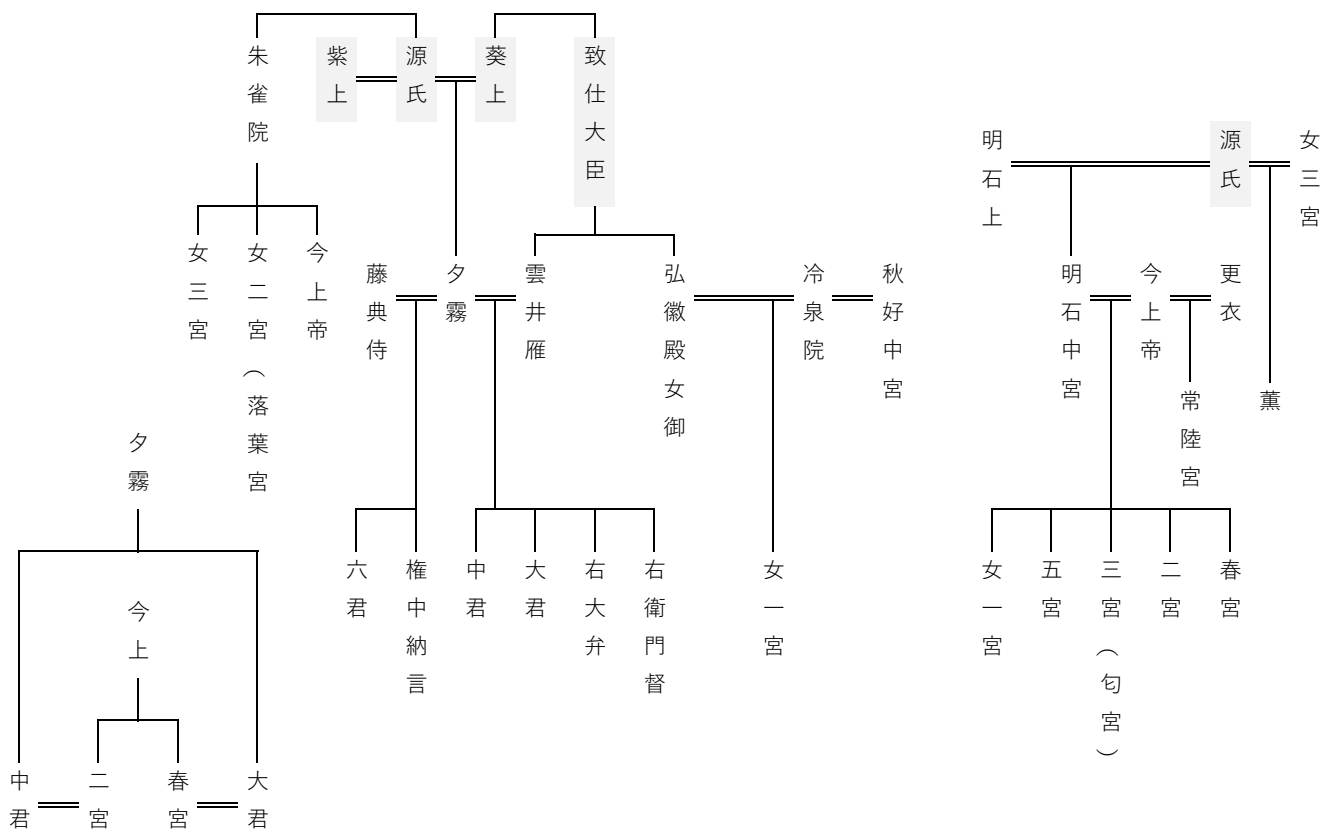 女三宮
源氏
明石上
致仕大臣
葵上
源氏
紫上
朱雀院
更衣
今上帝
明石中宮
薫
常陸宮
秋好中宮
冷泉院
弘徽殿女御
雲井雁
夕霧
藤典侍
今上帝
女二宮（落葉宮
女三宮
春宮
二宮
三宮（匂宮）
五宮
女一宮
女一宮
右衛門督
右大弁
大君
中君
権中納言
六君
夕霧
今上
大君
春宮
二宮
中君